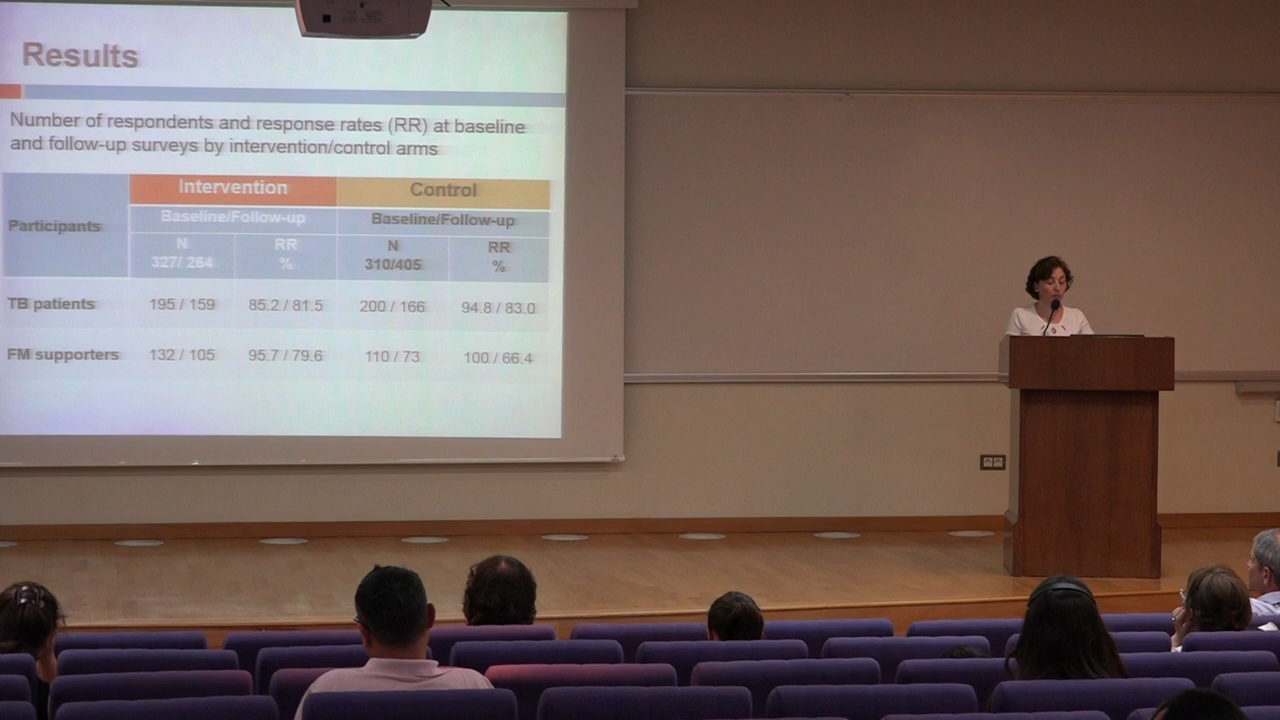 Results
Number of respondents and response rates (RR) at baseline
and follow-up surveys by intervention/control arms
Participants Intervention Control
Baseline/Follow-up Baseline/Follow-up
N RR N RR
327/ 264 % 310/405 %
TB patients 195 / 159 85.2 / 81.5 200 / 166 94.8 / 83.0
FM supporters 132 / 105 95.7 / 79.6 110 / 73 100 / 66.4